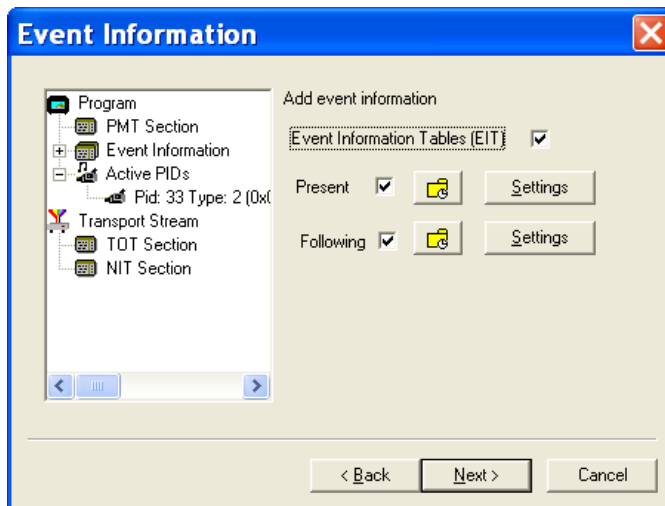 Event Information
Program
PMT Section
Event Information
Active PIDs
Pid: 33 Type: 2 (0x(
Transport Stream
TOT Section
NIT Section
Add event information
Event Information Tables (EIT)
Present
Settings
Following
Settings
< Back
Next >
Cancel